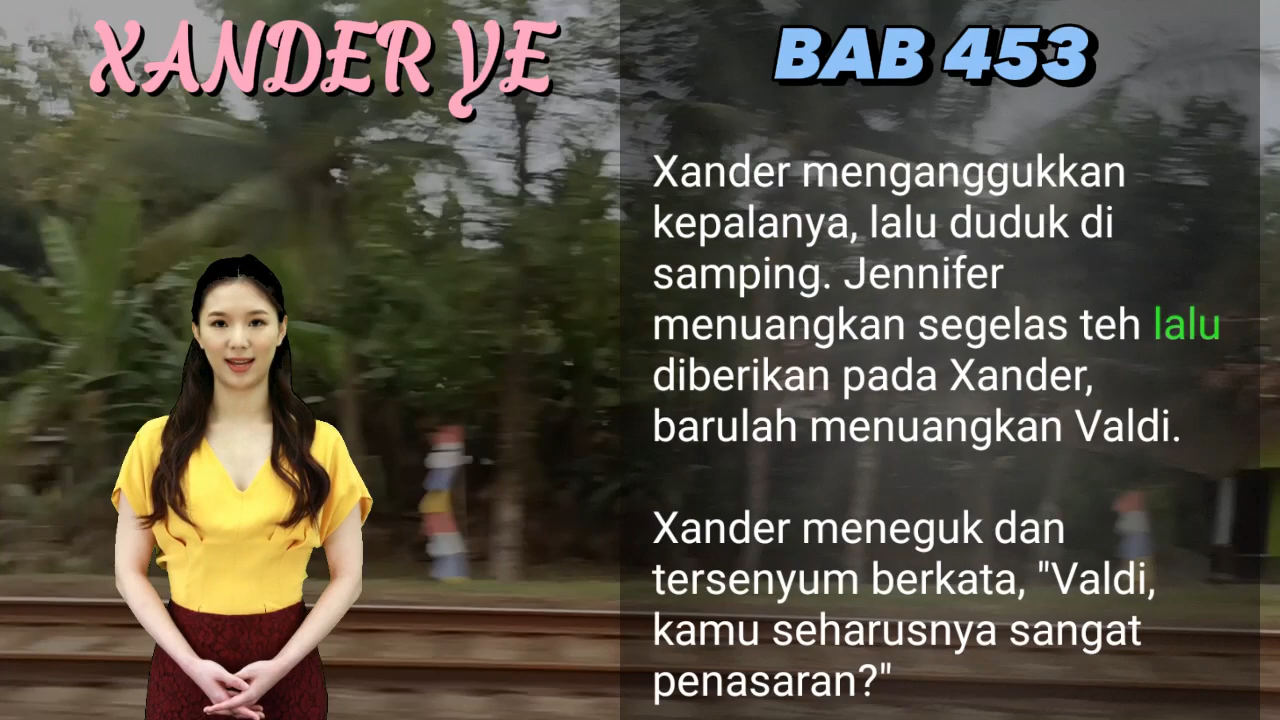 XANDER YE
BAB 453
Xander menganggukkan
kepalanya, lalu duduk di
samping. Jennifer
menuangkan segelas teh lalu
diberikan pada Xander,
barulah menuangkan Valdi.
Xander meneguk dan
tersenyum berkata, "Valdi,
kamu seharusnya sangat
penasaran?"